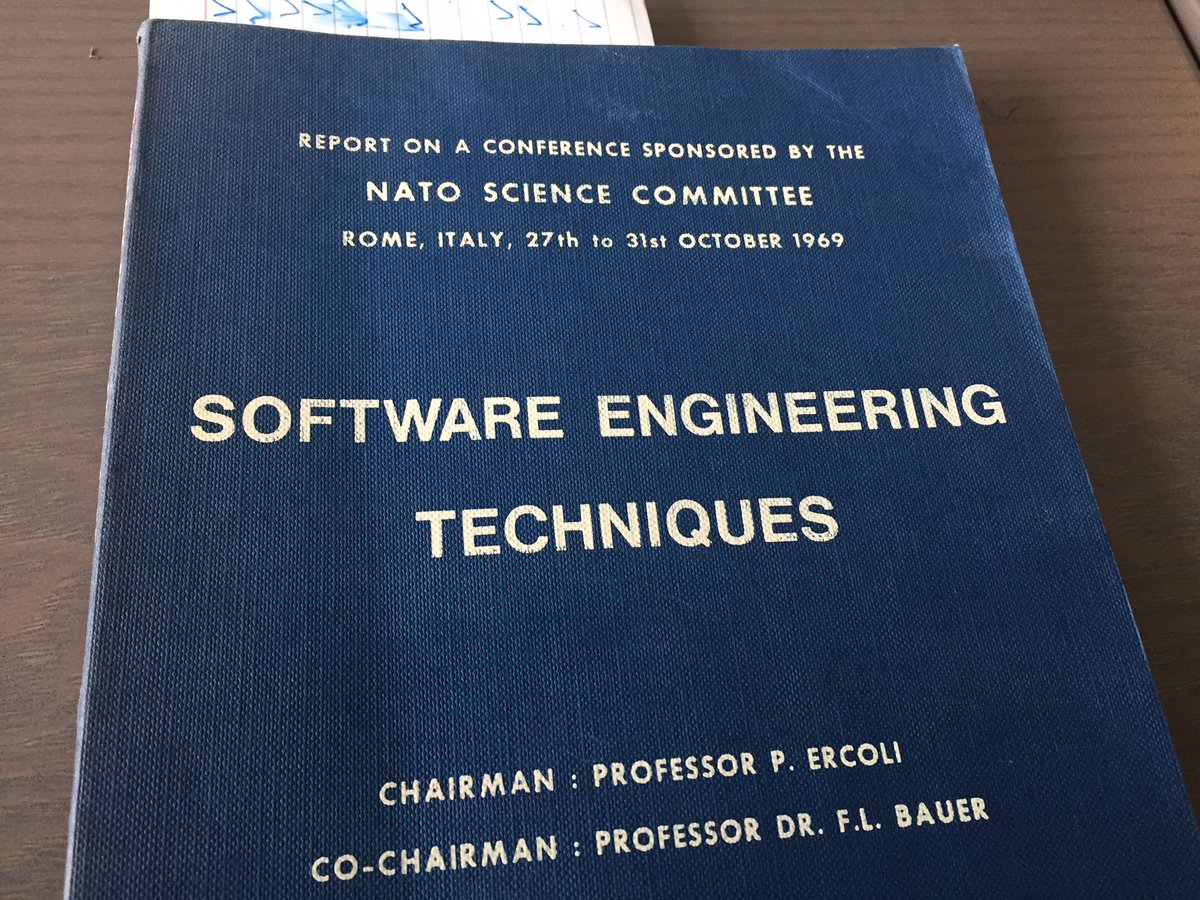 REPORT ON A CONFERENCE SPONSORED BY THE
NATO SCIENCE COMMITTEE
ROME, ITALY, 27th to 31st OCTOBER 1969
SOFTWARE ENGINEERING
TECHNIQUES
CHAIRMAN : PROFESSOR P. ERCOLI
CO-CHAIRMAN : PROFESSOR DR. F.L. BAUER